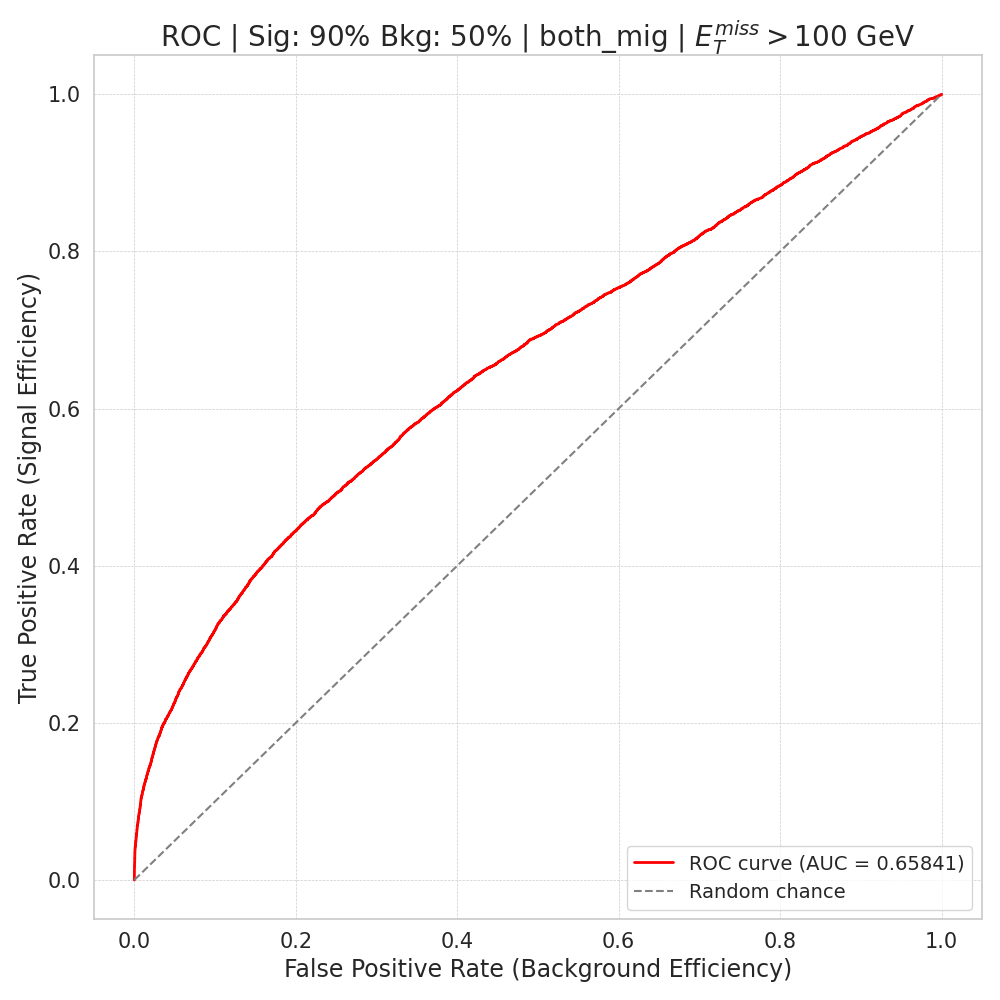 ROC | Sig: 90% Bkg: 50% | both_mig | $E_T^{miss} > 100$ GeV
1.0
0.8
0.6
0.4
0.2
0.0
True Positive Rate (Signal Efficiency)
ROC curve (AUC = 0.65841)
Random chance
0.0 0.2 0.4 0.6 0.8 1.0
False Positive Rate (Background Efficiency)